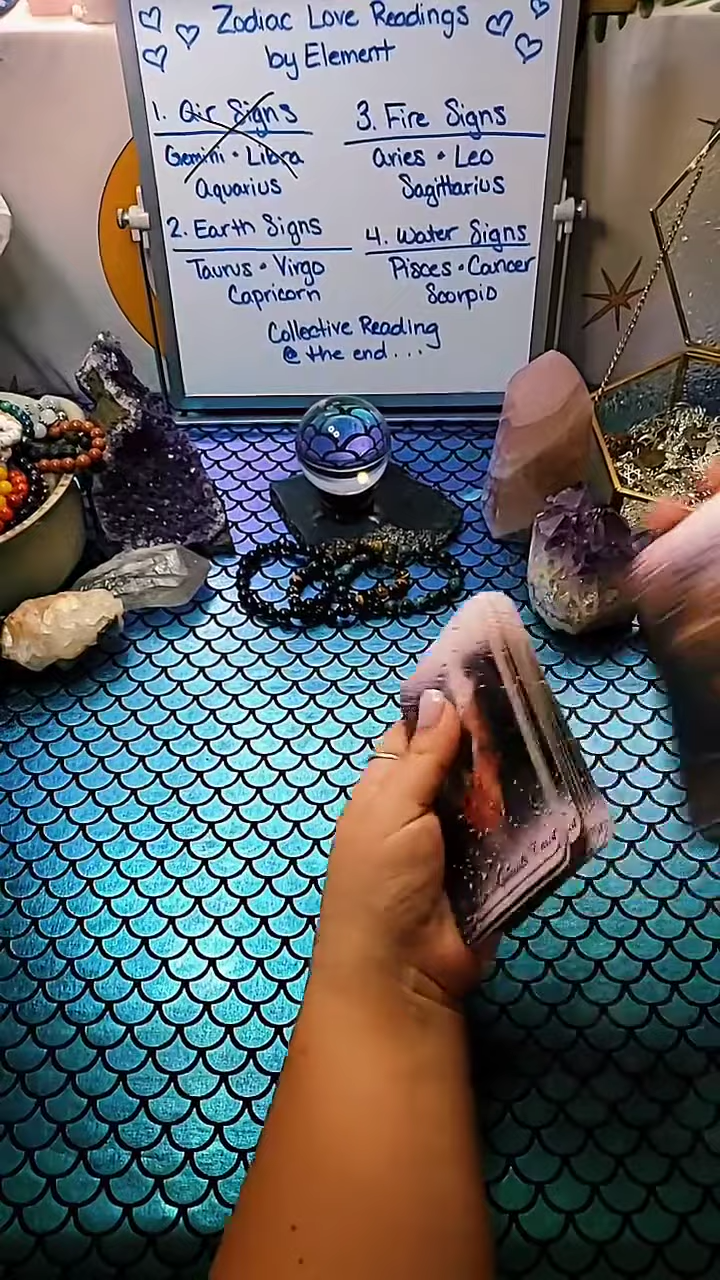 Zodiac Love Readings
by Element
1. Air Signs
Gemini • Libra
Aquarius
2. Earth Signs
Taurus • Virgo
Capricorn
3. Fire Signs
Aries • Leo
Sagittarius
4. Water Signs
Pisces • Cancer
Scorpio
Collective Reading
@ the end...